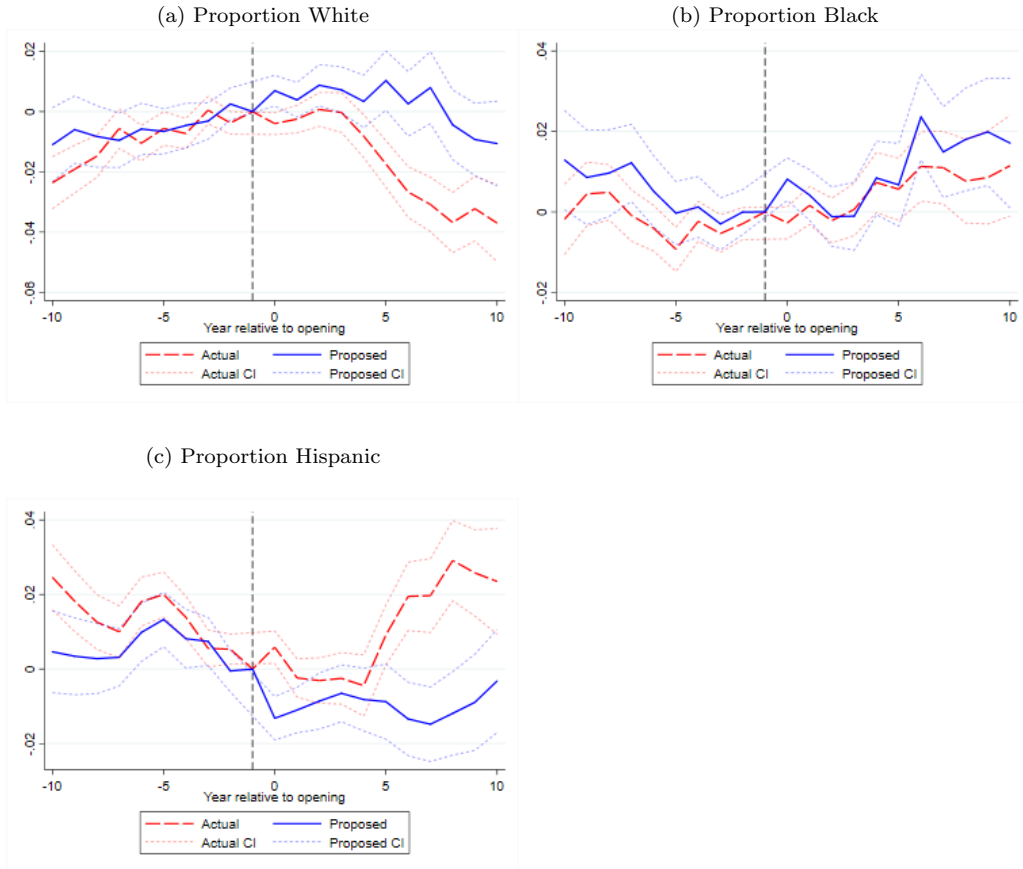 (a) Proportion White
.02
0
-.02
-.04
-.06
-10
-5
0
5
10
Year relative to opening
Actual
Proposed
Actual CI
Proposed CI
(b) Proportion Black
.04
.02
0
-.02
-10
-5
0
5
10
Year relative to opening
Actual
Proposed
Actual CI
Proposed CI
(c) Proportion Hispanic
.04
.02
0
-.02
-10
-5
0
5
10
Year relative to opening
Actual
Proposed
Actual CI
Proposed CI